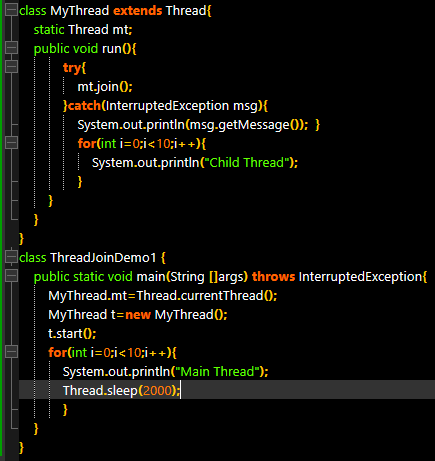 class MyThread extends Thread{
static Thread mt;
public void run(){
try{
mt.join();
}catch(InterruptedException msg){
System.out.println(msg.getMessage()); }
for(int i=0;i<10;i++){
System.out.println("Child Thread");
}
}
}
}
class ThreadJoinDemo1 {
public static void main(String []args) throws InterruptedException{
MyThread.mt=Thread.currentThread();
MyThread t=new MyThread();
t.start();
for(int i=0;i<10;i++){
System.out.println("Main Thread");
Thread.sleep(2000);
}
}
}